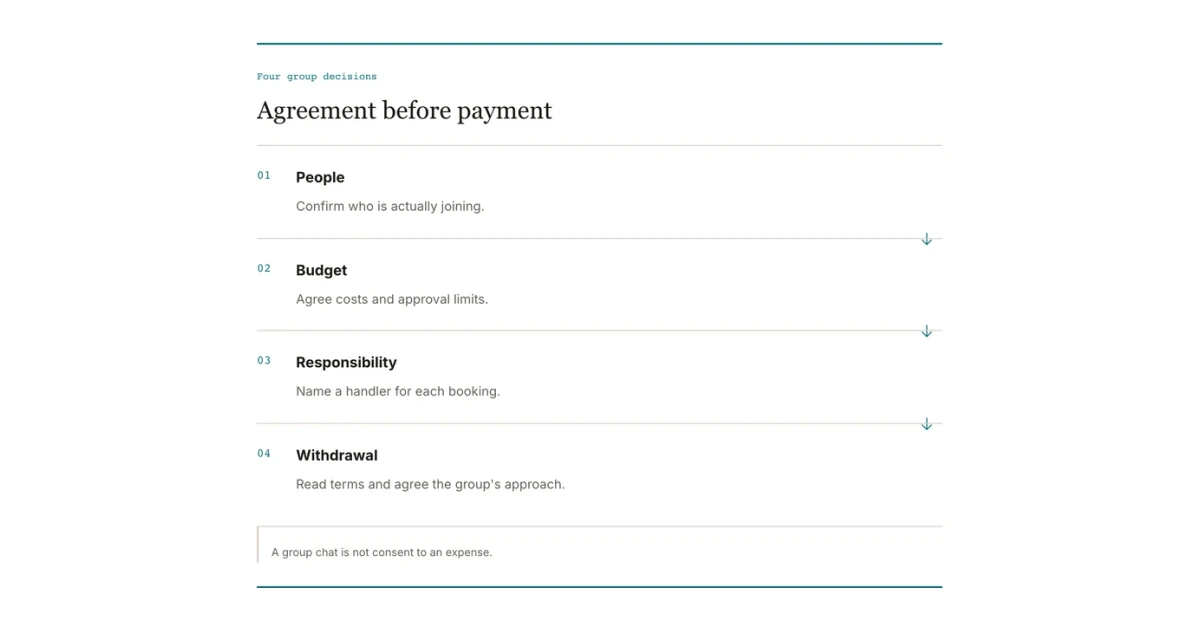 Four group decisions
Agreement before payment
01 People
Confirm who is actually joining.
02 Budget
Agree costs and approval limits.
03 Responsibility
Name a handler for each booking.
04 Withdrawal
Read terms and agree the group's approach.
A group chat is not consent to an expense.